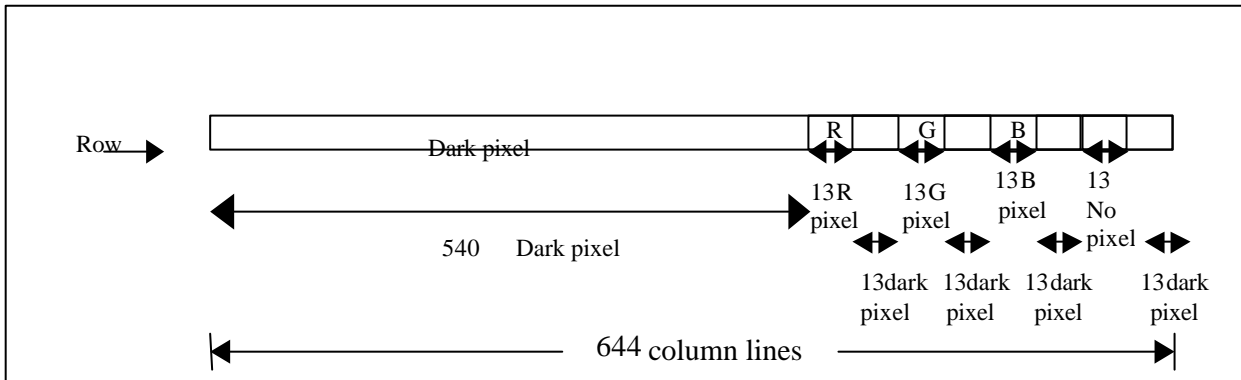 R G B
Row
Dark pixel
13R 13G 13B 13
pixel pixel pixel No
pixel
540 Dark pixel
13dark 13dark 13dark 13dark
pixel pixel pixel pixel
644 column lines